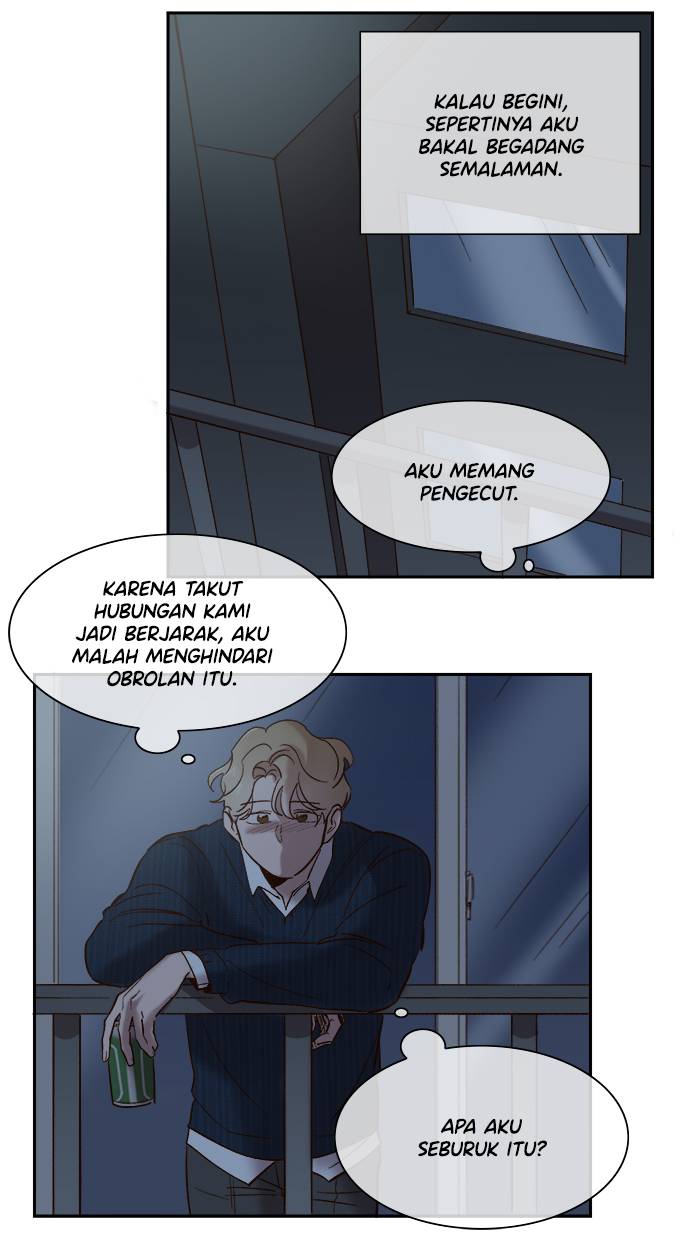 KALAU BEGINI,
SEPERTINYA AKU
BAKAL BEGADANG
SEMALAMAN.
AKU MEMANG
PENGECUT.
KARENA TAKUT
HUBUNGAN KAMI
JADI BERJARAK, AKU
MALAH MENGHINDARI
OBROLAN ITU.
APA AKU
SEBURUK ITU?